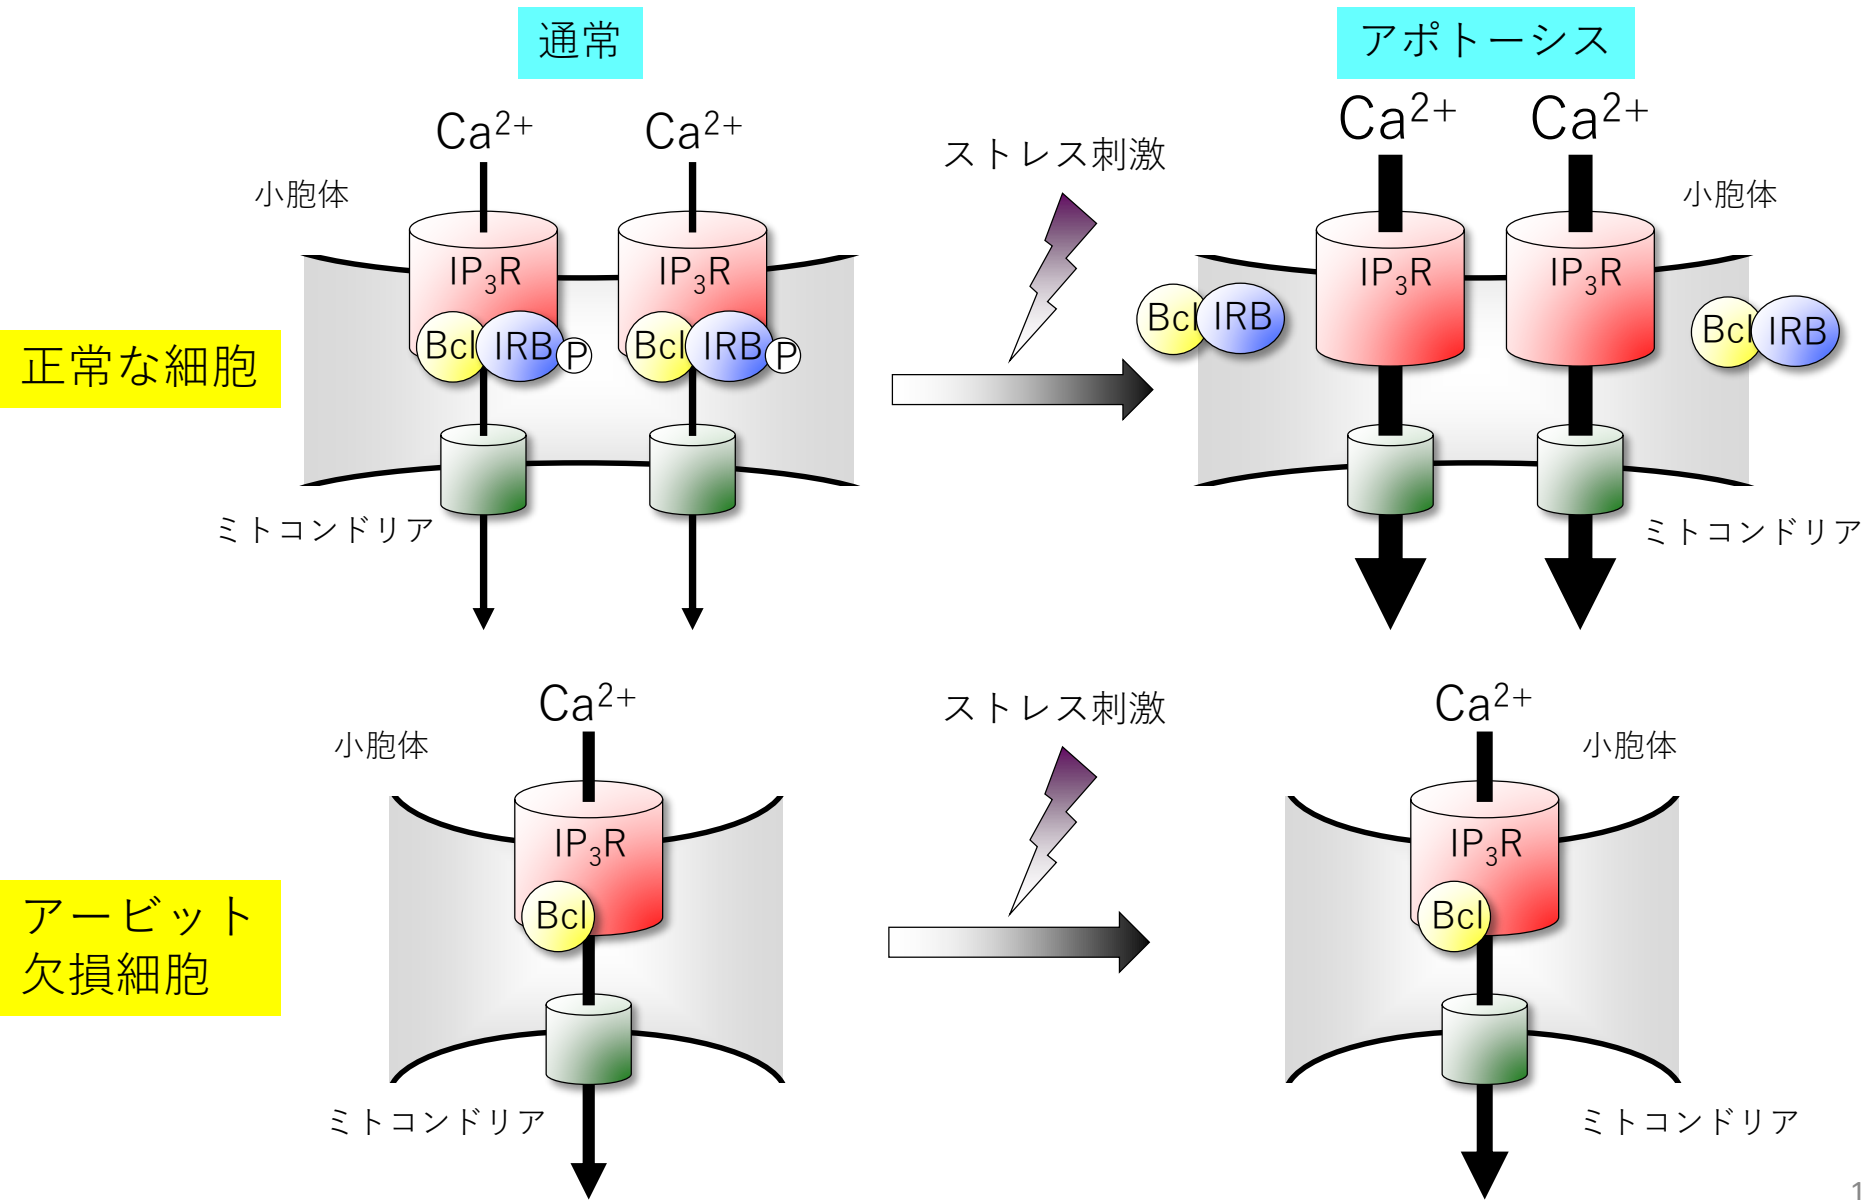 通常
アポトーシス
Ca²⁺
Ca²⁺
ストレス刺激
Ca²⁺
Ca²⁺
小胞体
小胞体
IP₃R
IP₃R
IP₃R
IP₃R
正常な細胞
Bcl
IRB
P
Bcl
IRB
P
Bcl
IRB
Bcl
IRB
ミトコンドリア
ミトコンドリア
Ca²⁺
ストレス刺激
Ca²⁺
小胞体
小胞体
IP₃R
IP₃R
アービット
欠損細胞
Bcl
Bcl
ミトコンドリア
ミトコンドリア
1